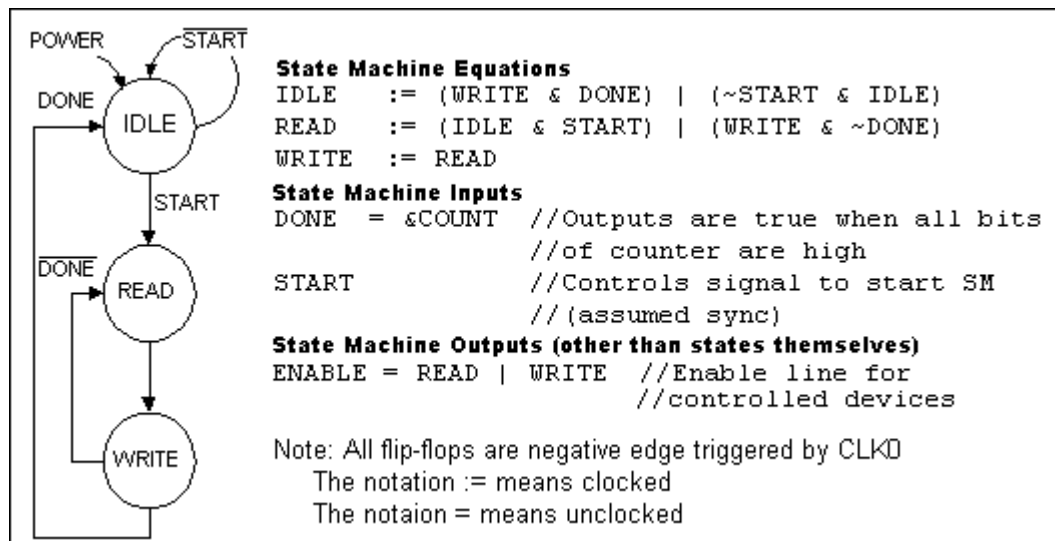 POWER
START
DONE
IDLE
START
DONE
READ
WRITE
State Machine Equations
IDLE := (WRITE & DONE) | (~START & IDLE)
READ := (IDLE & START) | (WRITE & ~DONE)
WRITE := READ
State Machine Inputs
DONE = &COUNT //Outputs are true when all bits
//of counter are high
START //Controls signal to start SM
//(assumed sync)
State Machine Outputs (other than states themselves)
ENABLE = READ | WRITE //Enable line for
//controlled devices
Note: All flip-flops are negative edge triggered by CLK0
The notation := means clocked
The notaion = means unclocked